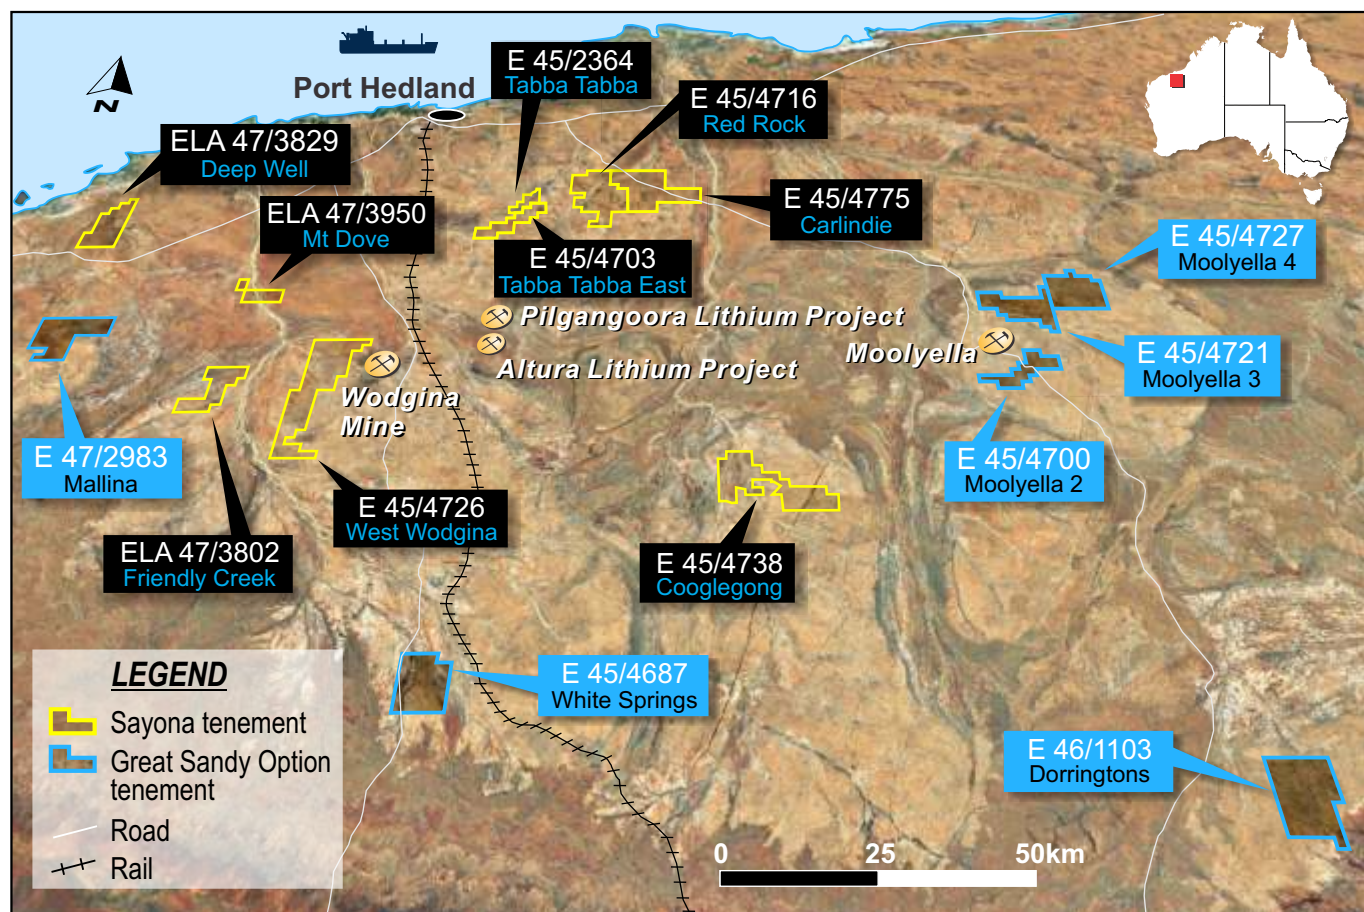 E 45/2364
Tabba Tabba
Port Hedland
E 45/4716
Red Rock
N
ELA 47/3829
Deep Well
ELA 47/3950
Mt Dove
E 45/4775
Carlindie
E 45/4727
Moolyella 4
E 45/4703
Tabba Tabba East
Pilgangoora Lithium Project
Altura Lithium Project
Moolyella
E 45/4721
Moolyella 3
Wodgina
Mine
E 47/2983
Mallina
E 45/4700
Moolyella 2
E 45/4726
West Wodgina
ELA 47/3802
Friendly Creek
E 45/4738
Cooglegong
E 45/4687
White Springs
E 46/1103
Dorringtons
LEGEND
Sayona tenement
Great Sandy Option
tenement
Road
Rail
0 25 50km